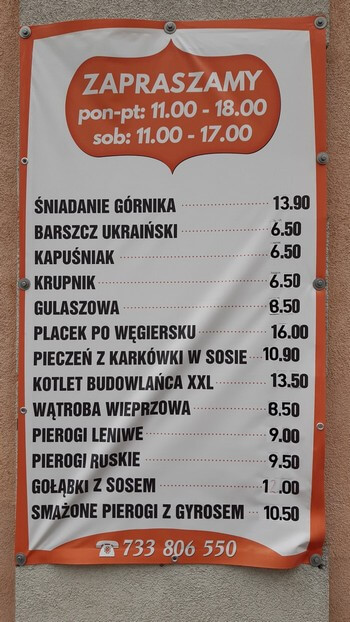 ZAPRASZAMY
pon-pt: 11.00 - 18.00
sob: 11.00 - 17.00
ŚNIADANIE GÓRNIKA 13.90
BARSZCZ UKRAIŃSKI 6.50
KAPUŚNIAK 6.50
KRUPNIK 6.50
GULASZOWA 8.50
PLACEK PO WĘGIERSKU 16.00
PIECZEŃ Z KARKÓWKI W SOSIE 10.90
KOTLET BUDOWLAŃCA XXL 13.50
WĄTROBA WIEPRZOWA 8.50
PIEROGI LENIWE 9.00
PIEROGI RUSKIE 9.50
GOŁĄBKI Z SOSEM
SMAŻONE PIEROGI Z GYROSEM 10.50
☎ 733 806 550